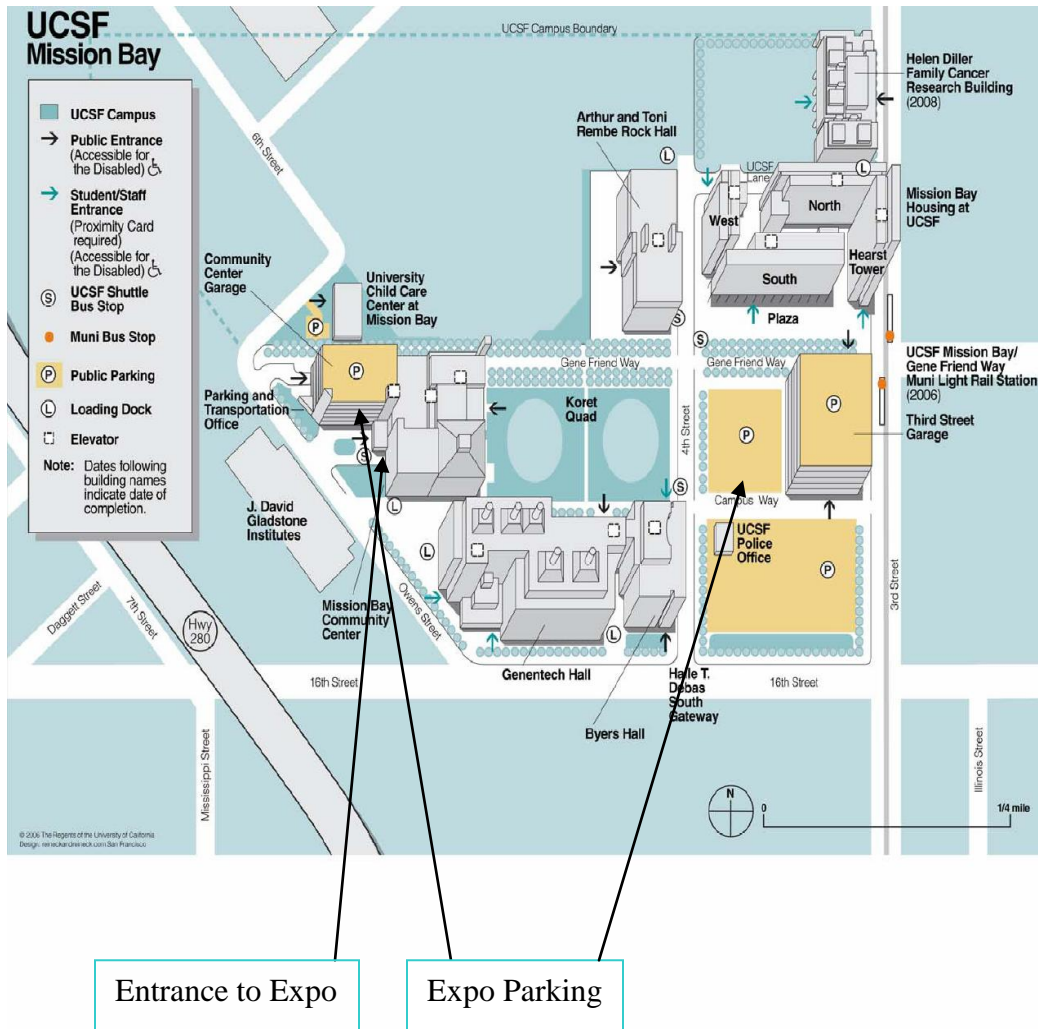 UCSF
Mission Bay
UCSF Campus
Public Entrance
(Accessible for
the Disabled)
Student/Staff
Entrance
(Proximity Card
required)
(Accessible for
the Disabled)
S
UCSF Shuttle
Bus Stop
Muni Bus Stop
P
Public Parking
L
Loading Dock
Elevator
Note: Dates following
building names
indicate date of
completion.
UCSF Campus Boundary
6th Street
Helen Diller
Family Cancer
Research Building
(2008)
Arthur and Toni
Rembe Rock Hall
L
UCSF
Lane
L
West
North
South
Hearst
Tower
Mission Bay
Housing at
UCSF
Community
Center
Garage
University
Child Care
Center at
Mission Bay
P
P
Plaza
S
S
Gene Friend Way
Gene Friend Way
UCSF Mission Bay/
Gene Friend Way
Muni Light Rail Station
(2006)
Parking and
Transportation
Office
Koret
Quad
4th Street
P
P
Third Street
Garage
S
S
Campus Way
J. David
Gladstone
Institutes
L
L
UCSF
Police
Office
P
3rd Street
Daggett Street
7th Street
Hwy
280
Mission Bay
Community
Center
Owens Street
L
Genentech Hall
16th Street
Halle T.
Debas
South
Gateway
16th Street
Byers Hall
Mississippi Street
Illinois Street
N
0
1/4 mile
© 2006 The Regents of the University of California
Entrance to Expo
Expo Parking